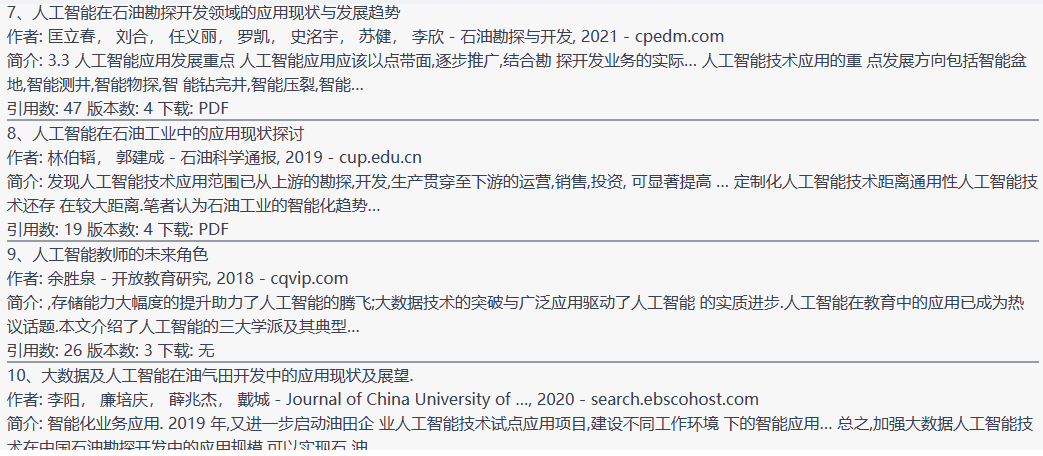 7、人工智能在石油勘探开发领域的应用现状与发展趋势
作者: 匡立春， 刘合， 任义丽， 罗凯， 史洺宇， 苏健， 李欣 - 石油勘探与开发, 2021 - cpedm.com
简介: 3.3 人工智能应用发展重点 人工智能应用应该以点带面,逐步推广,结合勘 探开发业务的实际… 人工智能技术应用的重 点发展方向包括智能盆
地,智能测井,智能物探,智 能钻完井,智能压裂,智能…
引用数: 47 版本数: 4 下载: PDF
8、人工智能在石油工业中的应用现状探讨
作者: 林伯韬， 郭建成 - 石油科学通报, 2019 - cup.edu.cn
简介: 发现人工智能技术应用范围已从上游的勘探,开发,生产贯穿至下游的运营,销售,投资, 可显著提高 … 定制化人工智能技术距离通用性人工智能技
术还存 在较大距离.笔者认为石油工业的智能化趋势…
引用数: 19 版本数: 4 下载: PDF
9、人工智能教师的未来角色
作者: 余胜泉 - 开放教育研究, 2018 - cqvip.com
简介: ,存储能力大幅度的提升助力了人工智能的腾飞;大数据技术的突破与广泛应用驱动了人工智能 的实质进步.人工智能在教育中的应用已成为热
议话题.本文介绍了人工智能的三大学派及其典型…
引用数: 26 版本数: 3 下载: 无
10、大数据及人工智能在油气田开发中的应用现状及展望.
作者: 李阳， 廉培庆， 薛兆杰， 戴城 - Journal of China University of …, 2020 - search.ebscohost.com
简介: 智能化业务应用. 2019 年,又进一步启动油田企 业人工智能技术试点应用项目,建设不同工作环境 下的智能应用… 总之,加强大数据人工智能技
术在中国石油勘探开发中的应用规模,可以实现石 油